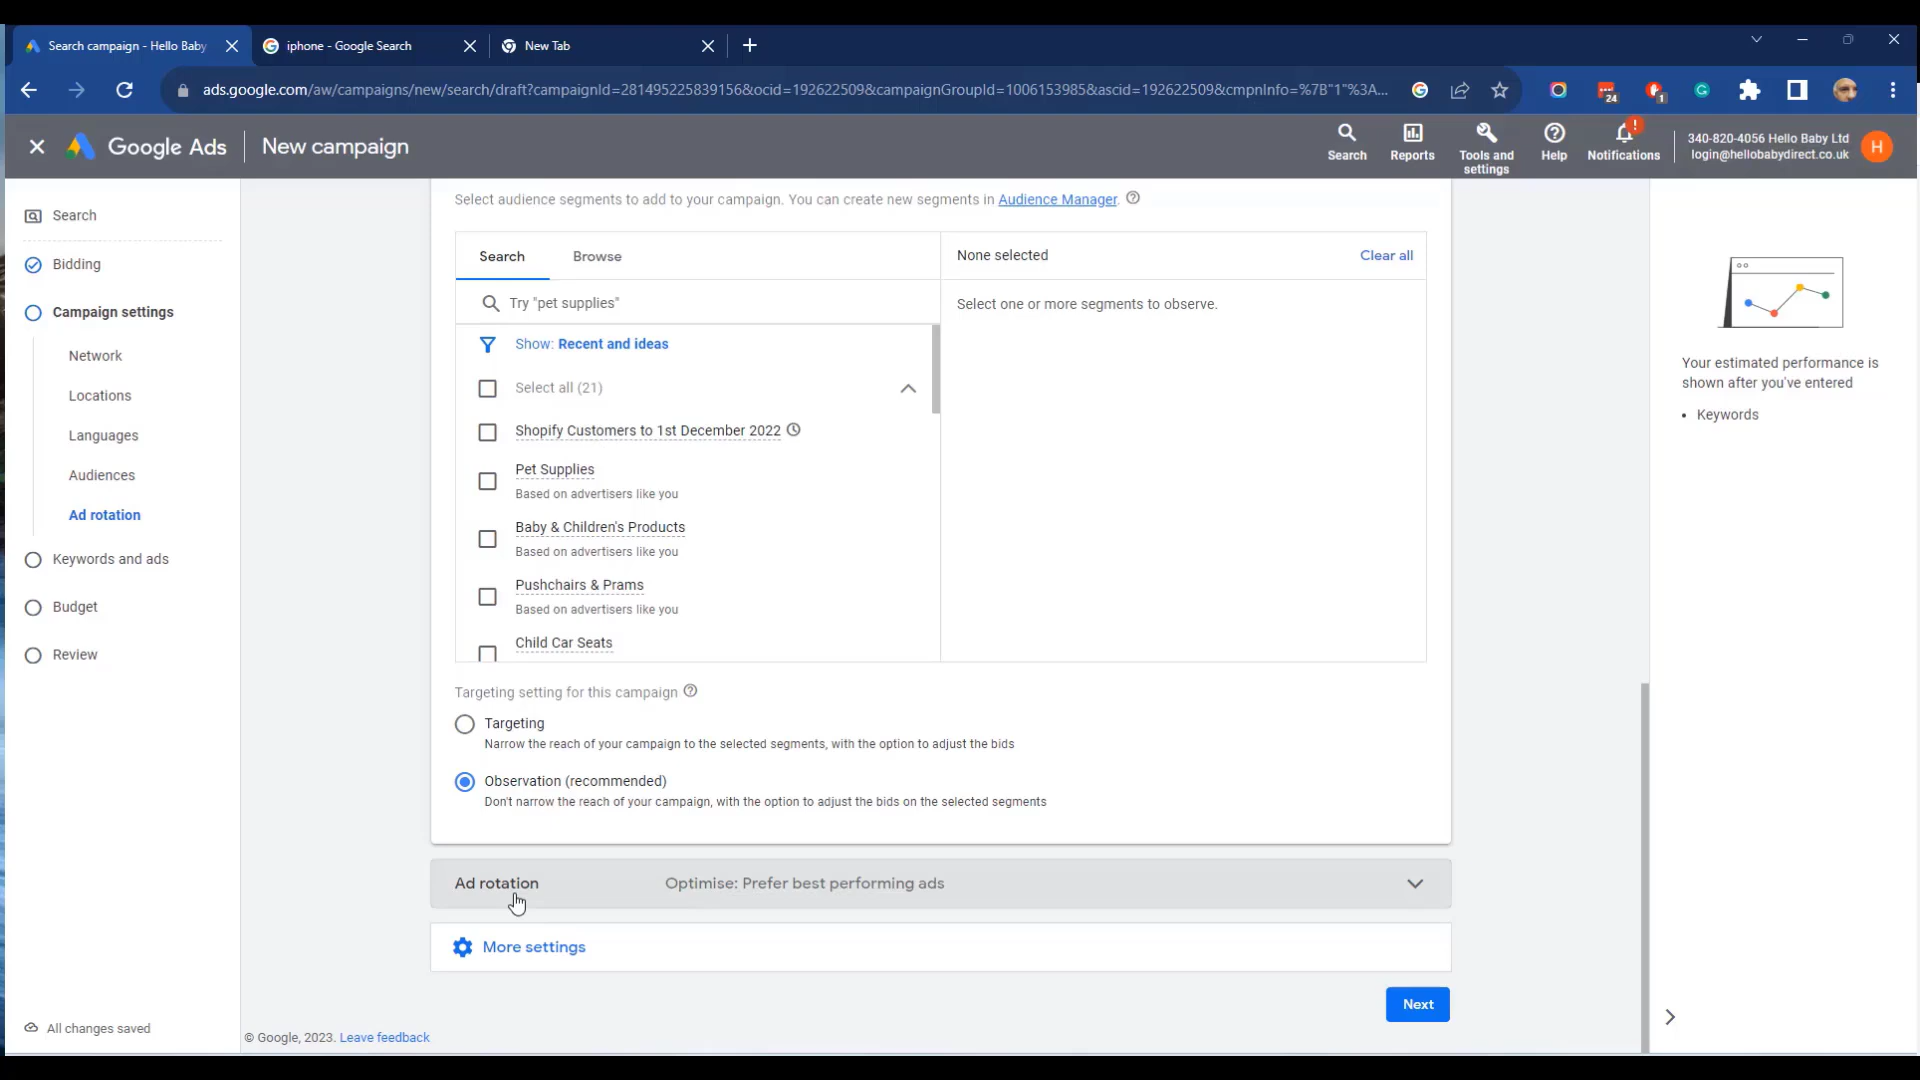 Search campaign - Hello Baby
iphone - Google Search
New Tab
ads.google.com/aw/campaigns/new/search/draft?campaignId=281495225839156&ocid=192622509&campaignGroupId=1006153985&ascid=192622509&cmpnInfo=%7B"1"%3A...
24
1
Google Ads
New campaign
Search
Reports
Tools and
settings
Help
Notifications
!
340-820-4056 Hello Baby Ltd
login@hellobabydirect.co.uk
H
Search
Bidding
Campaign settings
Network
Locations
Languages
Audiences
Ad rotation
Keywords and ads
Budget
Review
All changes saved
Select audience segments to add to your campaign. You can create new segments in Audience Manager.
Search
Browse
None selected
Clear all
Try "pet supplies"
Select one or more segments to observe.
Show: Recent and ideas
Select all (21)
Shopify Customers to 1st December 2022
Pet Supplies
Based on advertisers like you
Baby & Children's Products
Based on advertisers like you
Pushchairs & Prams
Based on advertisers like you
Child Car Seats
Targeting setting for this campaign
Targeting
Narrow the reach of your campaign to the selected segments, with the option to adjust the bids
Observation (recommended)
Don't narrow the reach of your campaign, with the option to adjust the bids on the selected segments
Ad rotation
Optimise: Prefer best performing ads
More settings
Next
© Google, 2023. Leave feedback
Your estimated performance is
shown after you've entered
• Keywords